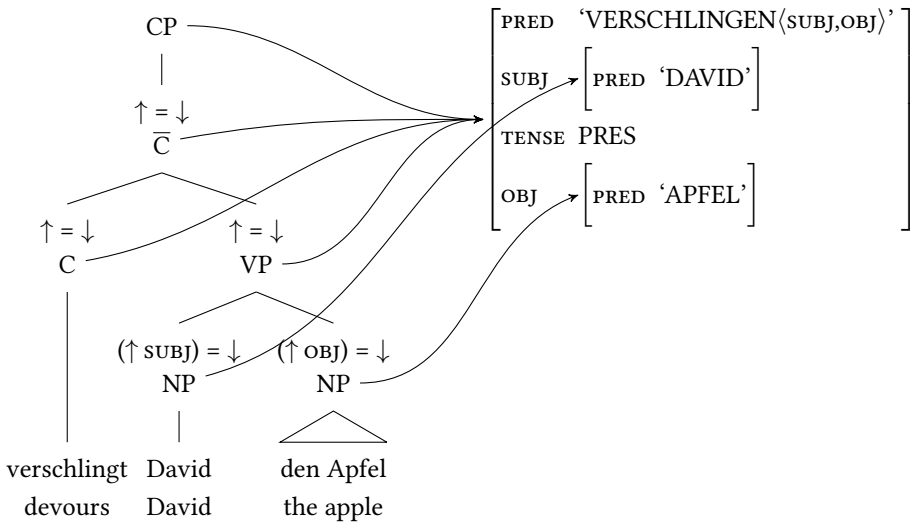 CP
↑ = ↓
C̅
↑ = ↓ ↑ = ↓
C VP
(↑ SUBJ) = ↓ (↑ OBJ) = ↓
NP NP
verschlingt David den Apfel
devours David the apple
PRED ‘VERSCHLINGEN⟨SUBJ,OBJ⟩’
SUBJ [PRED ‘DAVID’]
TENSE PRES
OBJ [PRED ‘APFEL’]